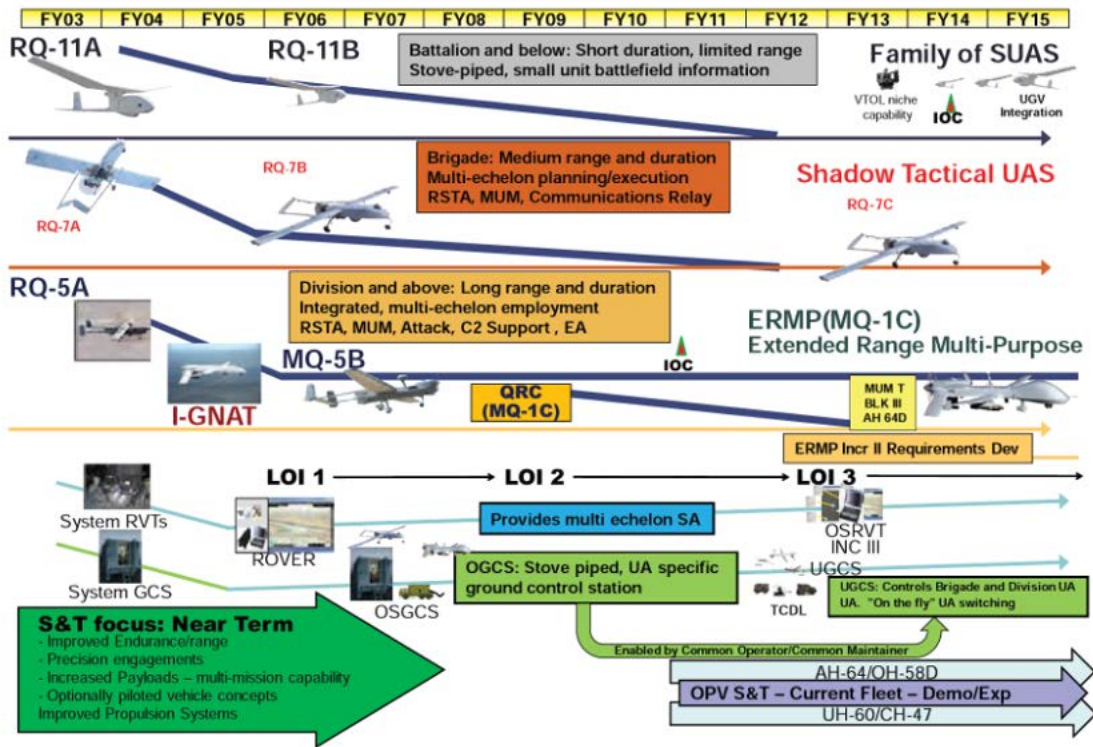 FY03 FY04 FY05 FY06 FY07 FY08 FY09 FY10 FY11 FY12 FY13 FY14 FY15
RQ-11A
RQ-11B
Battalion and below: Short duration, limited range
Stove-piped, small unit battlefield information
Family of SUAS
VTOL niche
capability
IOC
UGV
Integration
RQ-7A
RQ-7B
Brigade: Medium range and duration
Multi-echelon planning/execution
RSTA, MUM, Communications Relay
Shadow Tactical UAS
RQ-7C
RQ-5A
Division and above: Long range and duration
Integrated, multi-echelon employment
RSTA, MUM, Attack, C2 Support , EA
IOC
ERMP(MQ-1C)
Extended Range Multi-Purpose
I-GNAT
MQ-5B
QRC
(MQ-1C)
MUM T
BLK III
AH 64D
ERMP Incr II Requirements Dev
LOI 1
LOI 2
LOI 3
System RVTs
ROVER
Provides multi echelon SA
OSRVT
INC III
System GCS
OSGCS
OGCS: Stove piped, UA specific
ground control station
UGCS
TCDL
UGCS: Controls Brigade and Division UA
UA. "On the fly" UA switching
Enabled by Common Operator/Common Maintainer
S&T focus: Near Term
- Improved Endurance/range
- Precision engagements
- Increased Payloads – multi-mission capability
- Optionally piloted vehicle concepts
Improved Propulsion Systems
AH-64/OH-58D
OPV S&T – Current Fleet – Demo/Exp
UH-60/CH-47